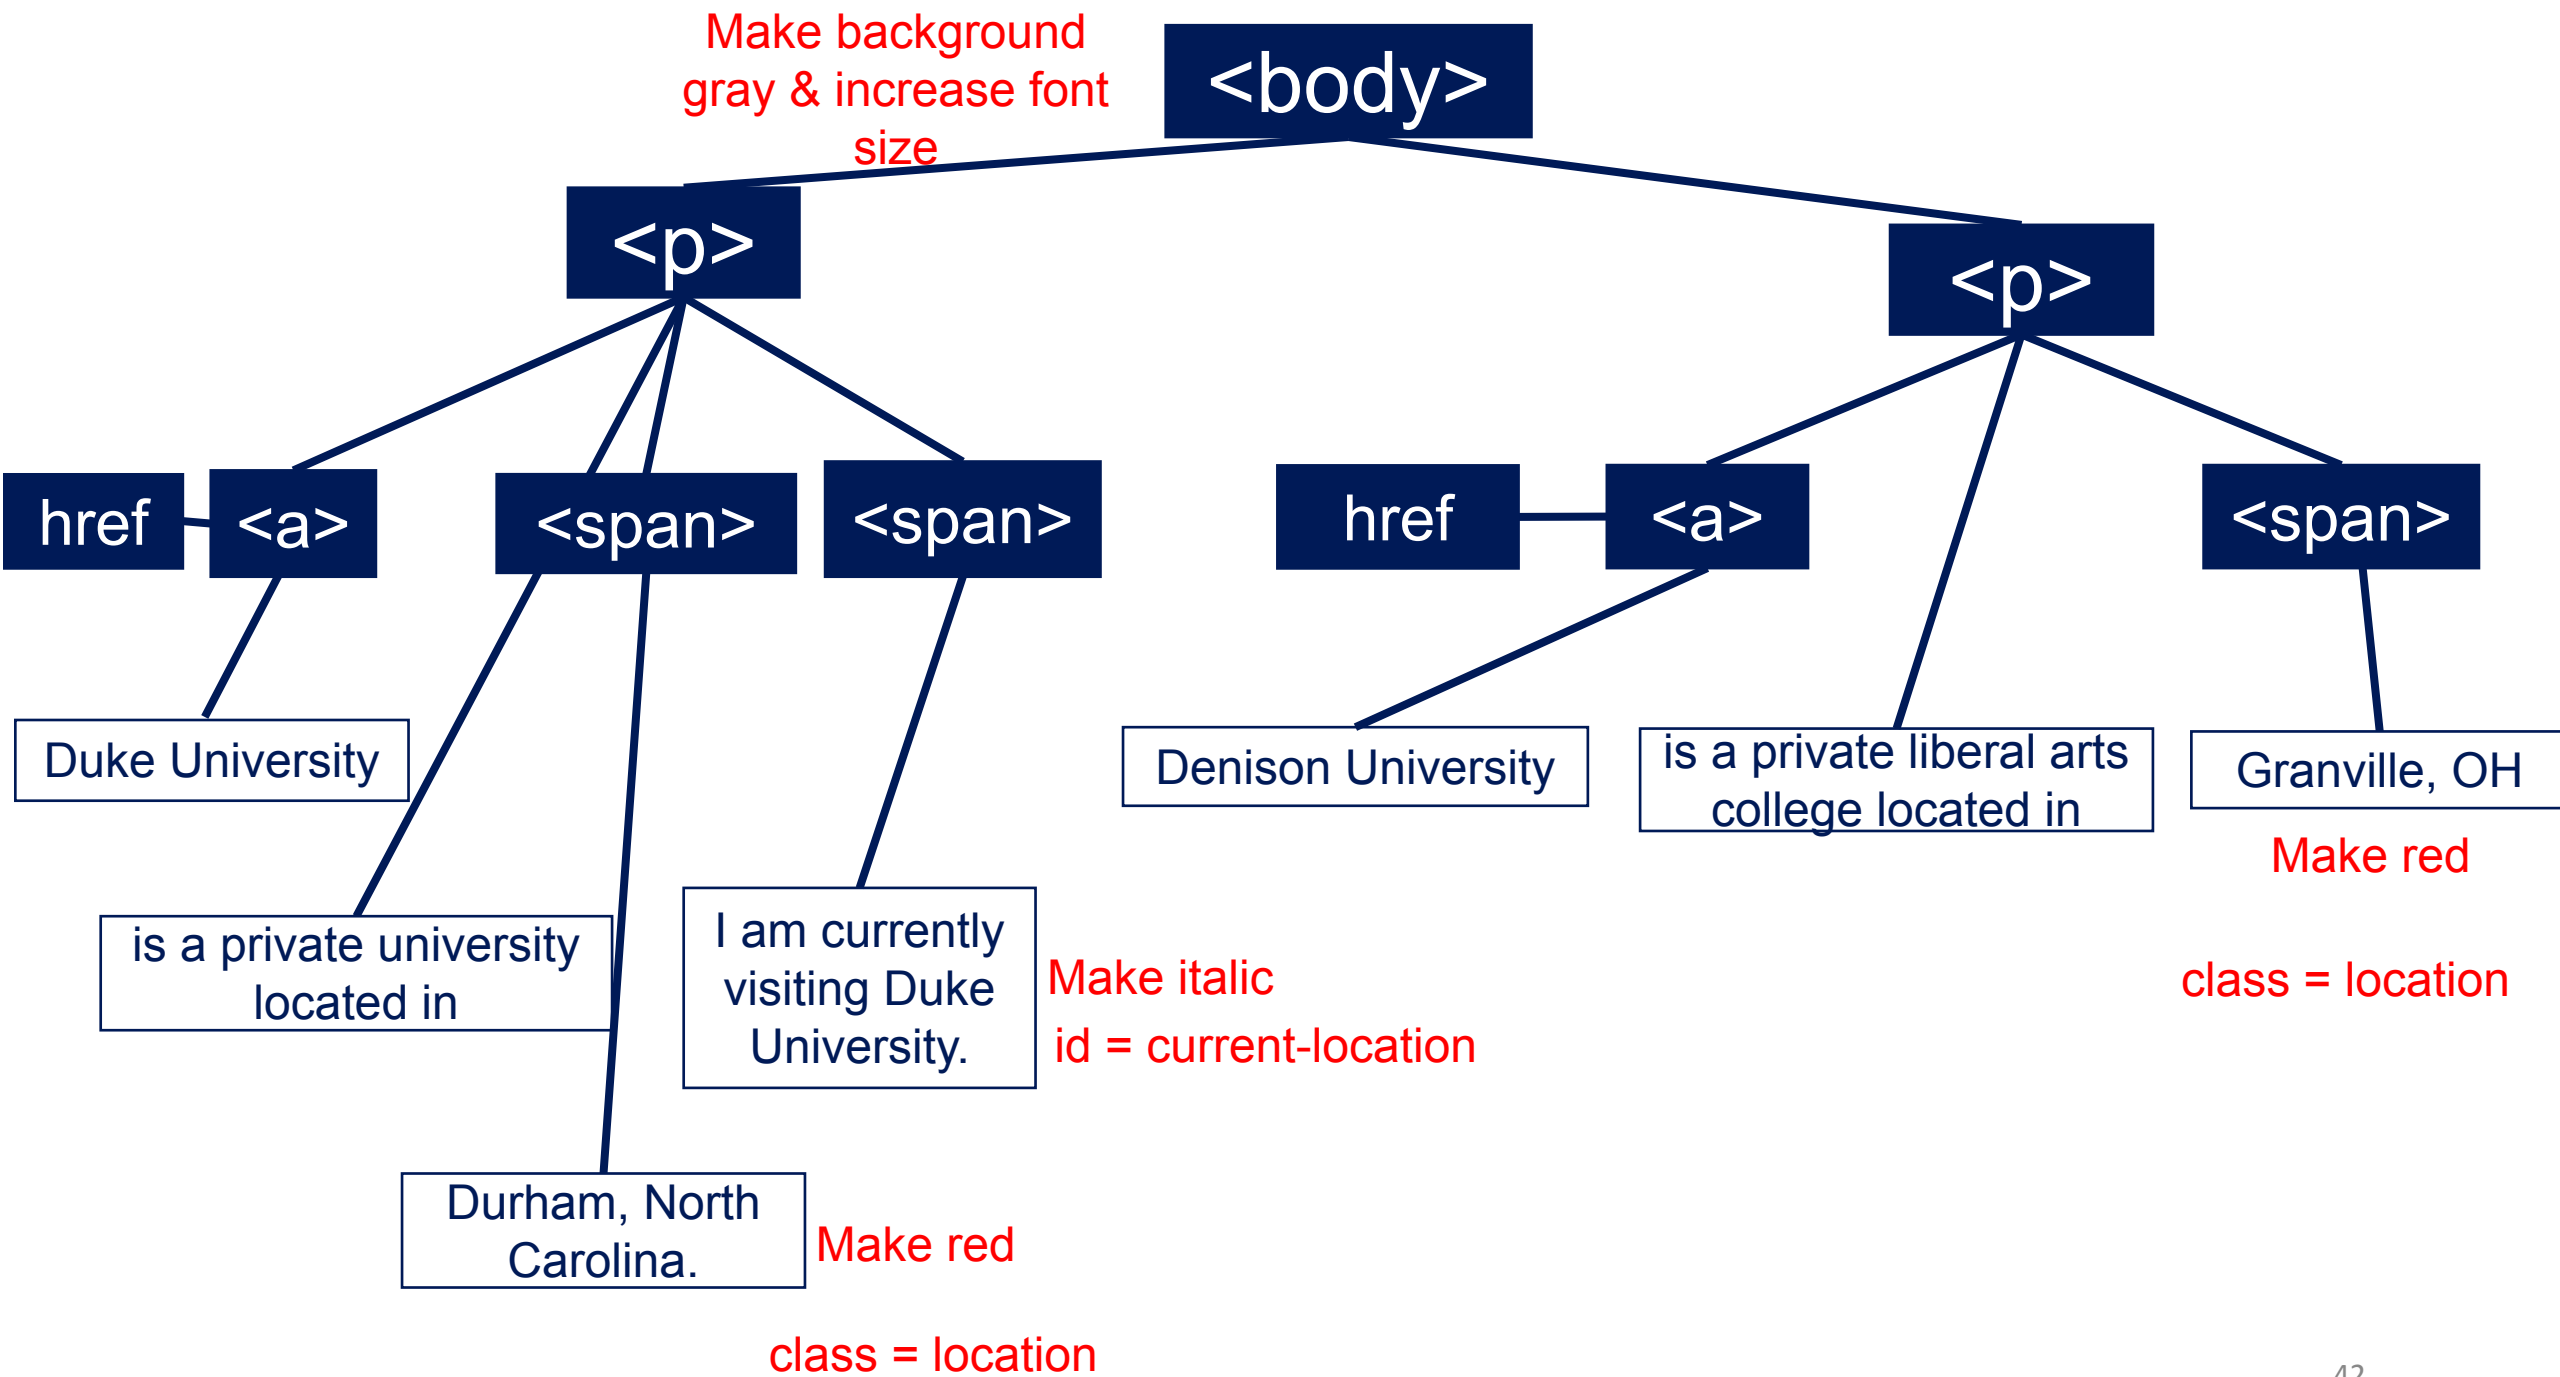 Make background
gray & increase font
size
<body>
<p>
<p>
href
<a>
<span>
<span>
href
<a>
<span>
Duke University
Denison University
is a private liberal arts
college located in
Granville, OH
Make red
class = location
is a private university
located in
I am currently
visiting Duke
University.
Make italic
id = current-location
Durham, North
Carolina.
Make red
class = location
42